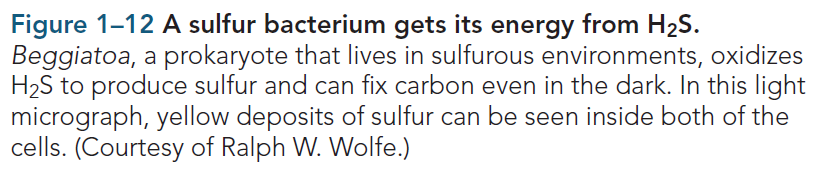 Figure 1–12 A sulfur bacterium gets its energy from H₂S.
Beggiatoa, a prokaryote that lives in sulfurous environments, oxidizes
H₂S to produce sulfur and can fix carbon even in the dark. In this light
micrograph, yellow deposits of sulfur can be seen inside both of the
cells. (Courtesy of Ralph W. Wolfe.)